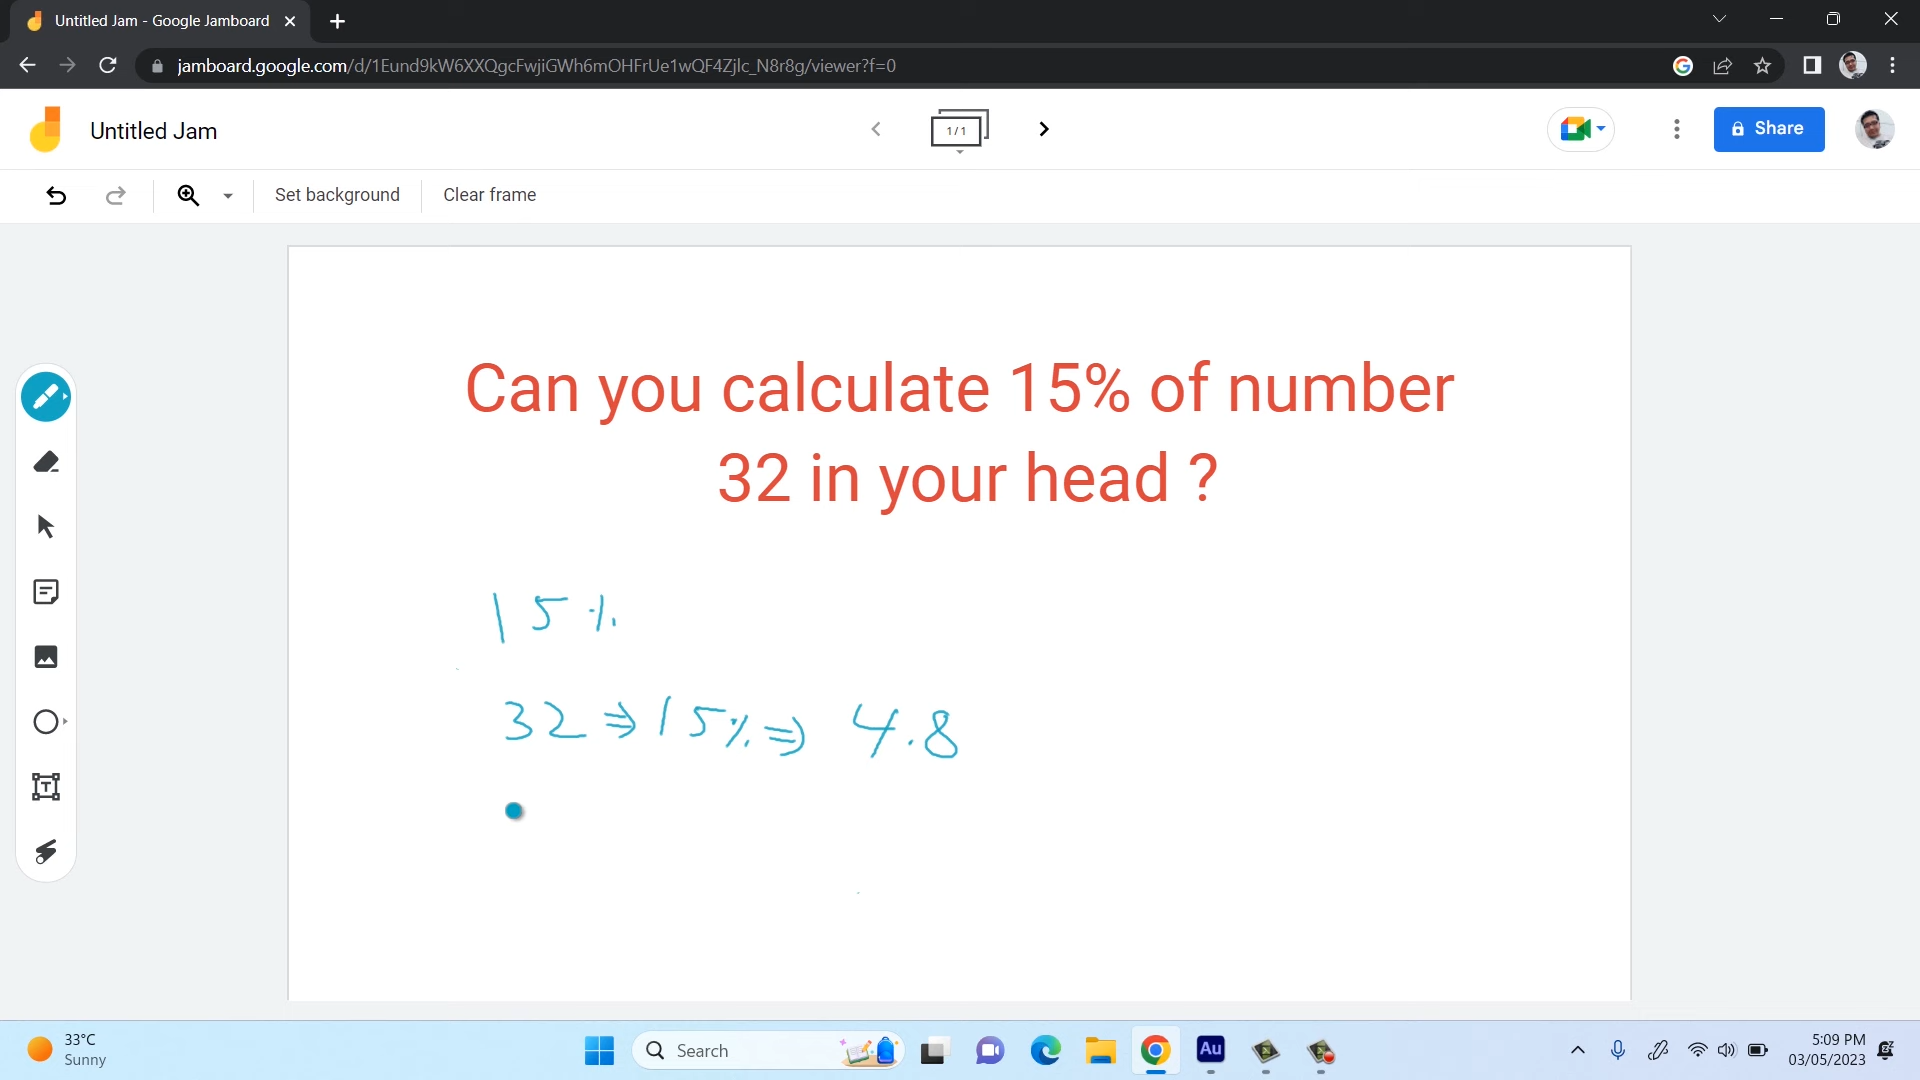 Untitled Jam - Google Jamboard
jamboard.google.com/d/1Eund9kW6XXQgcFwjiGWh6mOHFrUe1wQF4Zjlc_N8r8g/viewer?f=0
Untitled Jam
1 / 1
Share
Set background
Clear frame
Can you calculate 15% of number
32 in your head ?
15%
32 ⇒ 15% ⇒ 4.8
33°C
Sunny
Search
Au
5:09 PM
03/05/2023